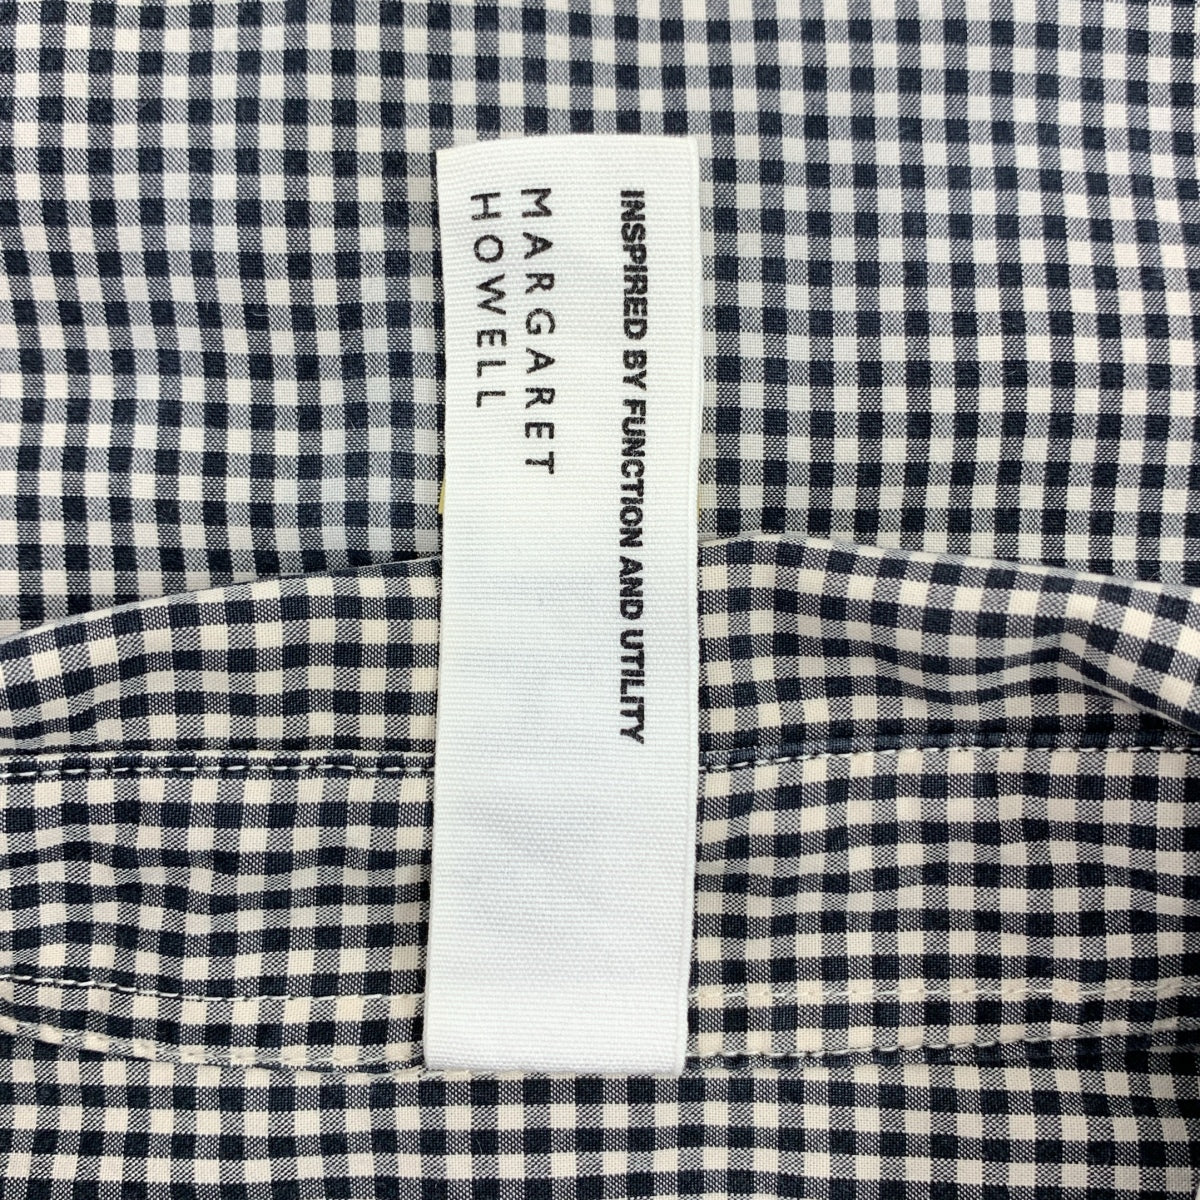 INSPIRED BY FUNCTION AND UTILITY
MARGARET
HOWELL